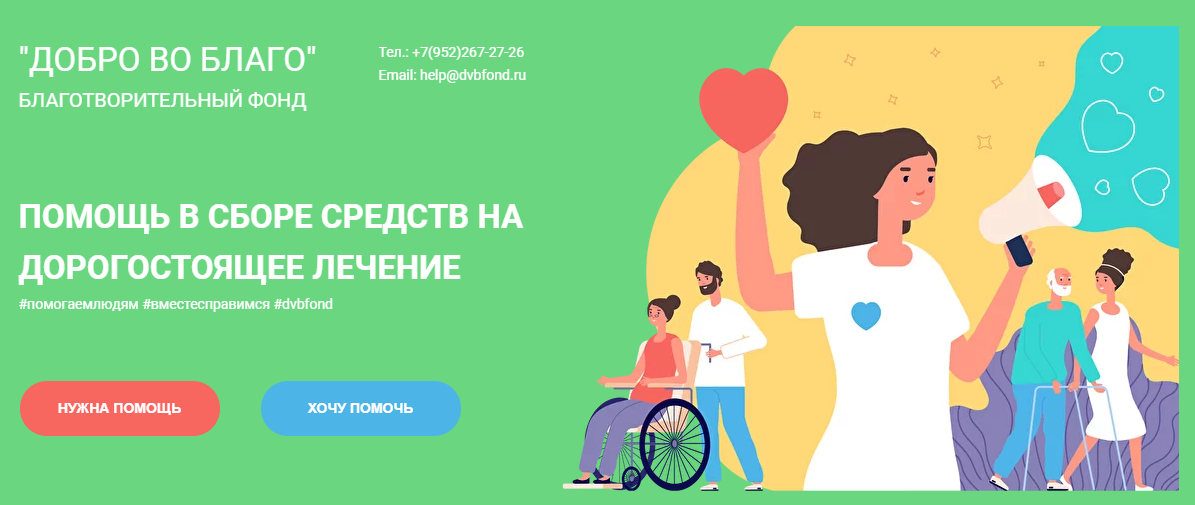 "ДОБРО ВО БЛАГО"
БЛАГОТВОРИТЕЛЬНЫЙ ФОНД
Тел.: +7(952)267-27-26
Email: help@dvbfond.ru
ПОМОЩЬ В СБОРЕ СРЕДСТВ НА
ДОРОГОСТОЯЩЕЕ ЛЕЧЕНИЕ
#помогаемлюдям #вместесправимся #dvbfond
НУЖНА ПОМОЩЬ
ХОЧУ ПОМОЧЬ